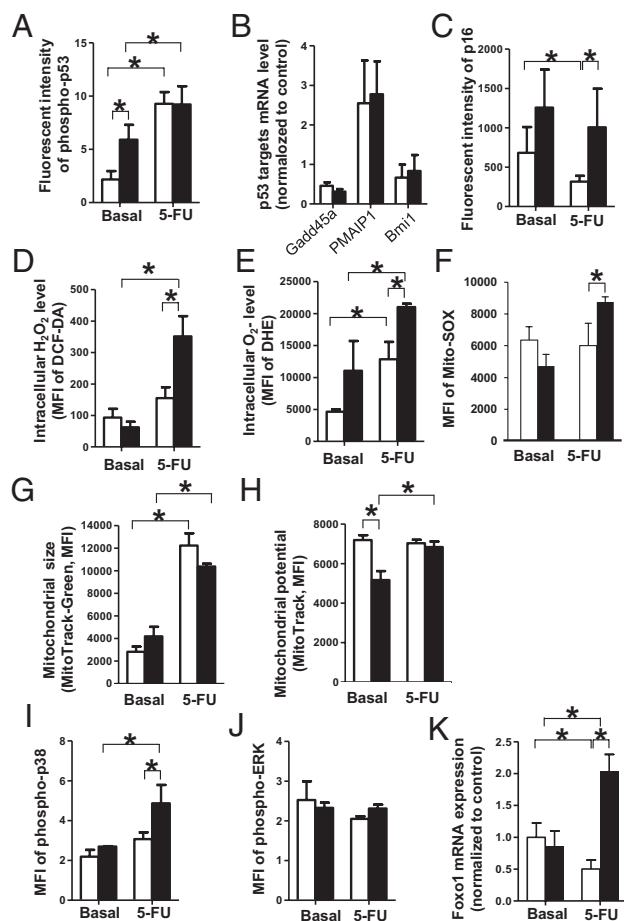 A
Fluorescent intensity
of phospho-p53
15
10
5
0
*
*
*
Basal 5-FU
B
p53 targets mRNA level
(normalozed to control)
4
3
2
1
0
Gadd45a PMAIP1 Bmi1
C
Fluorescent intensity of p16
2000
1500
1000
500
0
* *
Basal 5-FU
D
Intracellular H2O2 level
(MFI of DCF-DA)
500
400
300
200
100
0
*
*
Basal 5-FU
E
Intracellular O2- level
(MFI of DHE)
25000
20000
15000
10000
5000
0
*
*
*
Basal 5-FU
F
MFI of Mito-SOX
10000
8000
6000
4000
2000
0
*
Basal 5-FU
G
Mitochondrial size
(MitoTrack-Green, MFI)
14000
12000
10000
8000
6000
4000
2000
0
*
*
Basal 5-FU
H
Mitochondrial potential
(MitoTrack, MFI)
8000
6000
4000
2000
0
*
*
Basal 5-FU
I
MFI of phospho-p38
8
6
4
2
0
*
*
Basal 5-FU
J
MFI of phospho-ERK
4
3
2
1
0
Basal 5-FU
K
Foxo1 mRNA expression
(normalized to control)
2.5
2.0
1.5
1.0
0.5
0.0
*
* *
Basal 5-FU